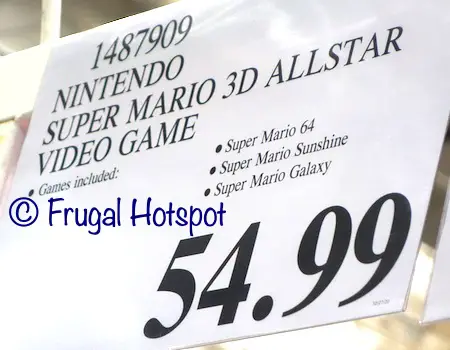 1487909
NINTENDO
SUPER MARIO 3D ALLSTAR
VIDEO GAME
• Games included:
• Super Mario 64
• Super Mario Sunshine
• Super Mario Galaxy
© Frugal Hotspot
54.99